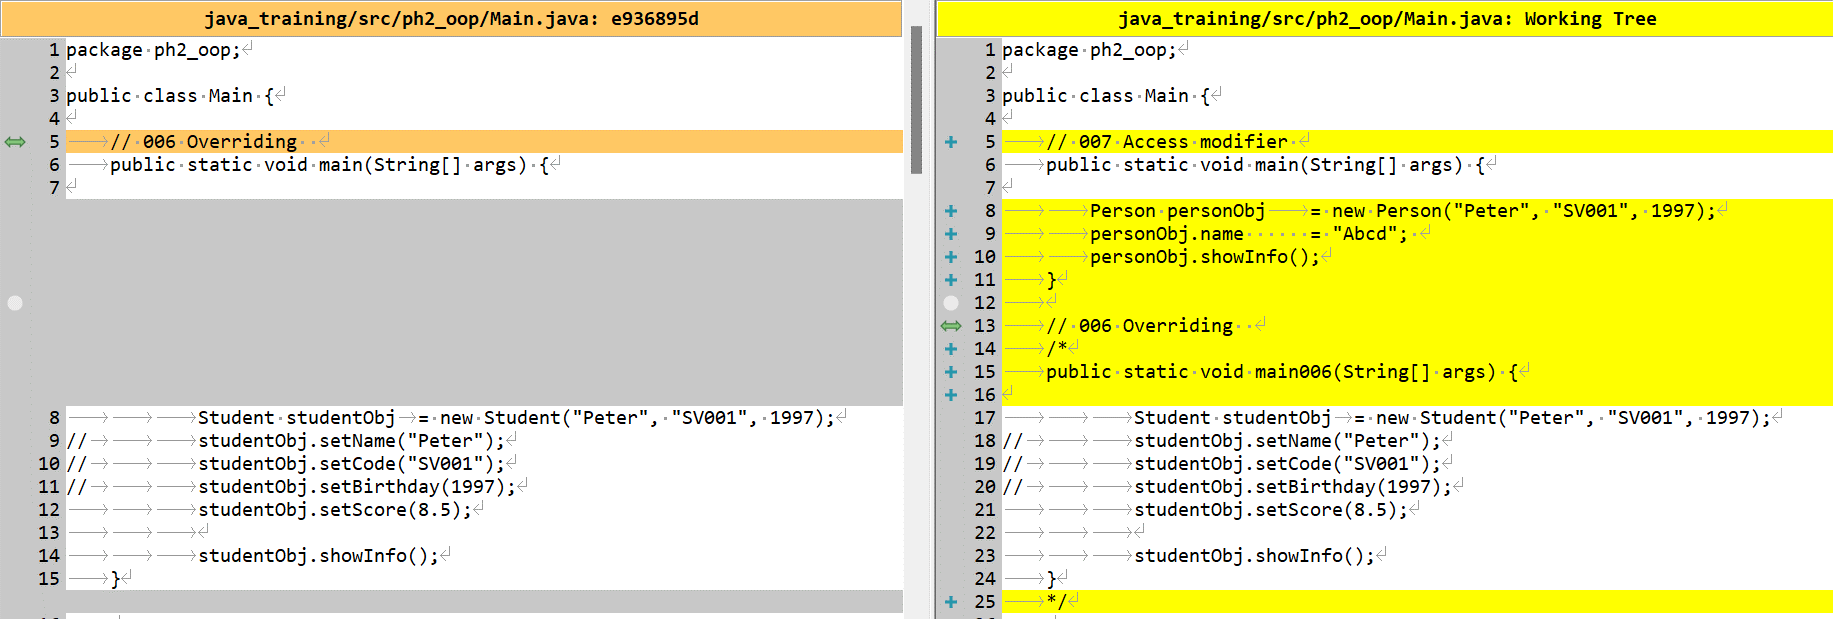 java_training/src/ph2_oop/Main.java: e936895d
1 package ph2_oop;
2
3 public class Main {
4
5 // 006 Overriding
6 public static void main(String[] args) {
7
8 Student studentObj = new Student("Peter", "SV001", 1997);
9 // studentObj.setName("Peter");
10 // studentObj.setCode("SV001");
11 // studentObj.setBirthday(1997);
12 studentObj.setScore(8.5);
13
14 studentObj.showInfo();
15 }
java_training/src/ph2_oop/Main.java: Working Tree
1 package ph2_oop;
2
3 public class Main {
4
5 // 007 Access modifier
6 public static void main(String[] args) {
7
8 Person personObj = new Person("Peter", "SV001", 1997);
9 personObj.name = "Abcd";
10 personObj.showInfo();
11 }
12
13 // 006 Overriding
14 /*
15 public static void main006(String[] args) {
16
17 Student studentObj = new Student("Peter", "SV001", 1997);
18 // studentObj.setName("Peter");
19 // studentObj.setCode("SV001");
20 // studentObj.setBirthday(1997);
21 studentObj.setScore(8.5);
22
23 studentObj.showInfo();
24 }
25 */